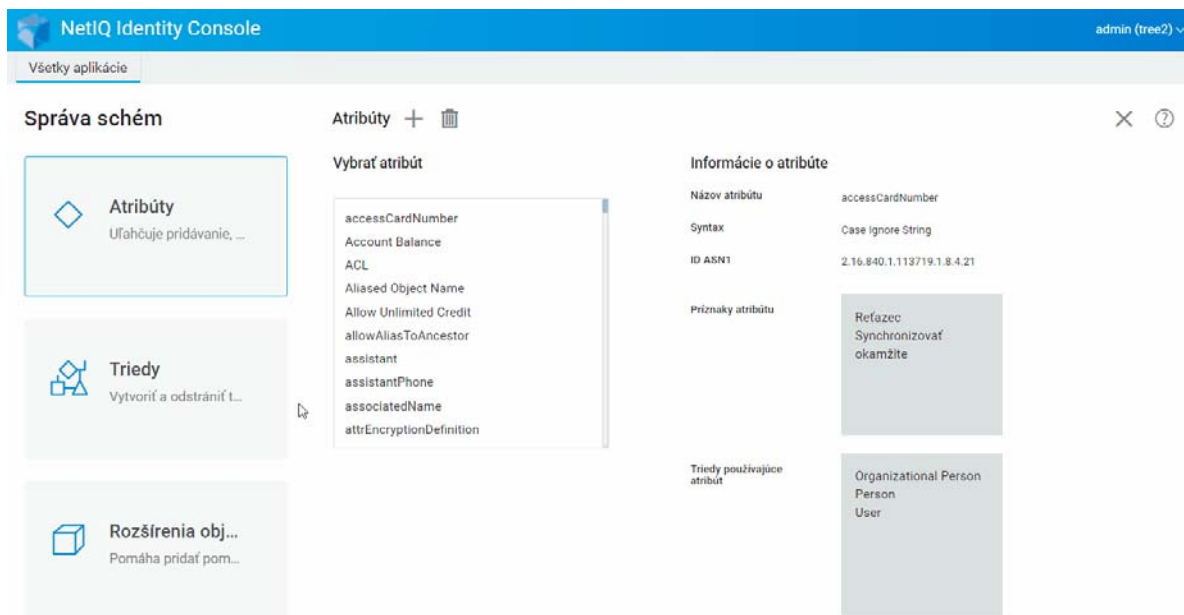 NetIQ Identity Console
admin (tree2)
Všetky aplikácie
Správa schém
Atribúty
Uľahčuje pridávanie, ...
Triedy
Vytvoriť a odstrániť t...
Rozšírenia obj...
Pomáha pridať pom...
Atribúty
Vybrať atribút
accessCardNumber
Account Balance
ACL
Aliased Object Name
Allow Unlimited Credit
allowAliasToAncestor
assistant
assistantPhone
associatedName
attrEncryptionDefinition
Informácie o atribúte
Názov atribútu
accessCardNumber
Syntax
Case Ignore String
ID ASN1
2.16.840.1.113719.1.8.4.21
Príznaky atribútu
Reťazec
Synchronizovať
okamžite
Triedy používajúce
atribút
Organizational Person
Person
User